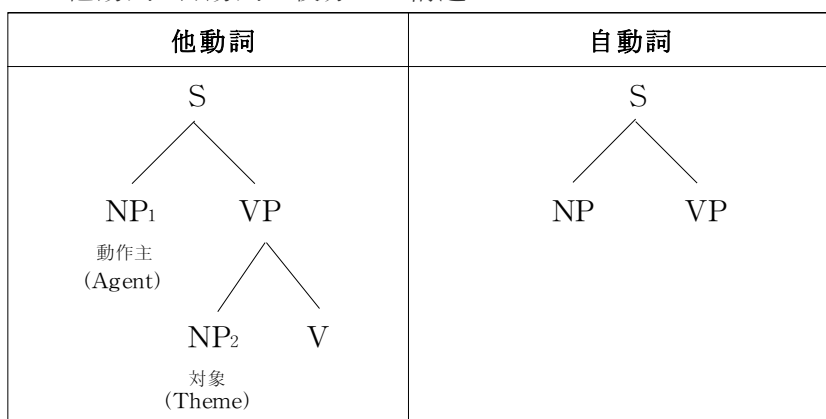 他動詞 自動詞
S S
NP₁ VP NP VP
動作主
(Agent)
NP₂ V
対象
(Theme)